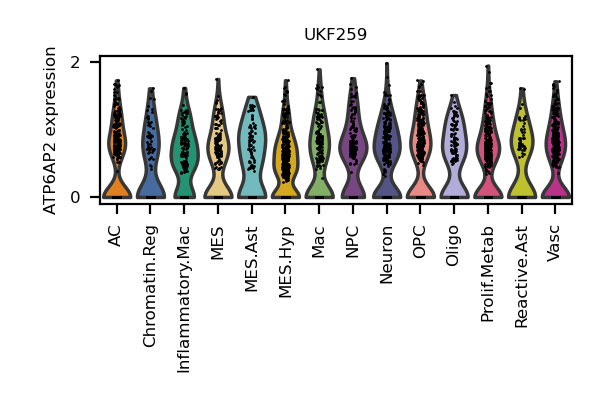 UKF259
ATP6AP2 expression
2
0
AC
Chromatin.Reg
Inflammatory.Mac
MES
MES.Ast
MES.Hyp
Mac
NPC
Neuron
OPC
Oligo
Prolif.Metab
Reactive.Ast
Vasc